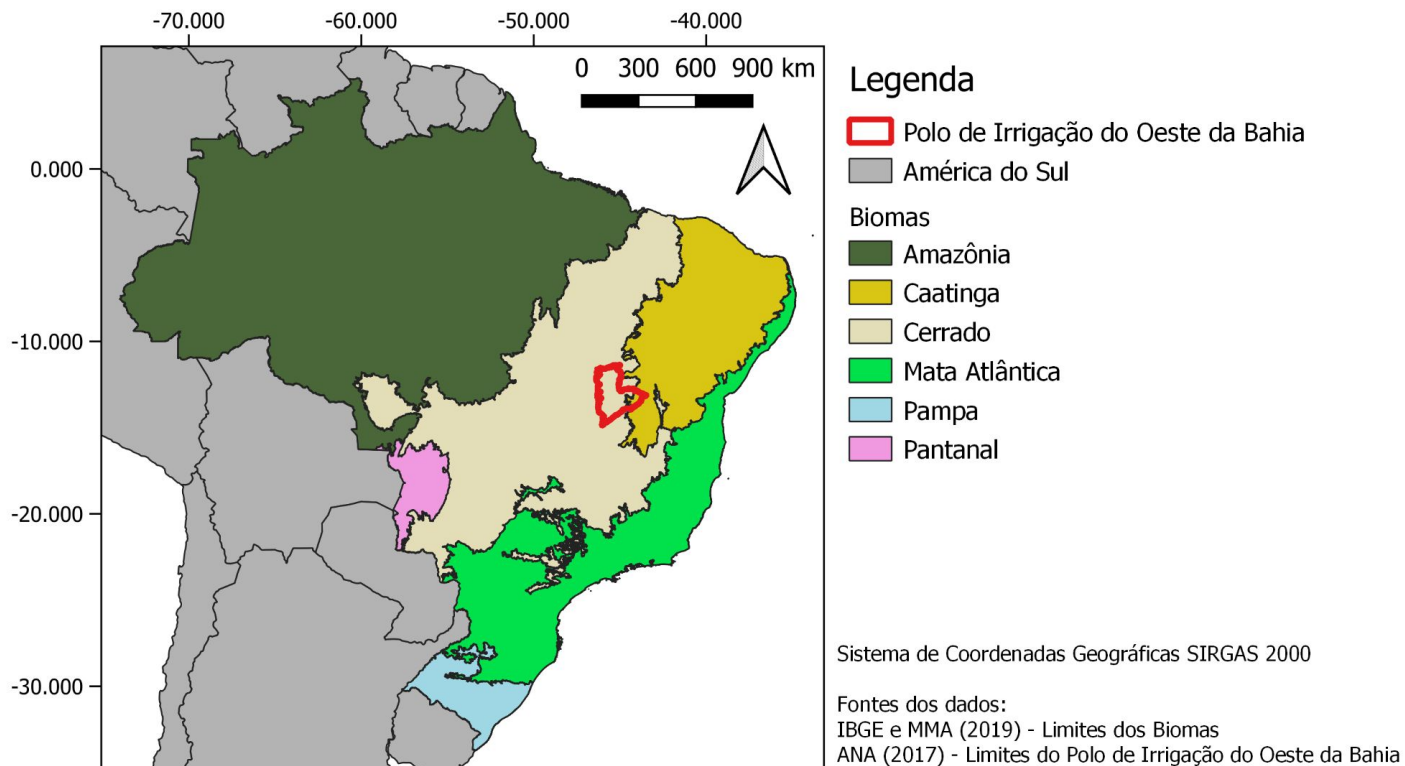 -70.000 -60.000 -50.000 -40.000
0 300 600 900 km
0.000
-10.000
-20.000
-30.000
Legenda
Polo de Irrigação do Oeste da Bahia
América do Sul
Biomas
Amazônia
Caatinga
Cerrado
Mata Atlântica
Pampa
Pantanal
Sistema de Coordenadas Geográficas SIRGAS 2000
Fontes dos dados:
IBGE e MMA (2019) - Limites dos Biomas
ANA (2017) - Limites do Polo de Irrigação do Oeste da Bahia